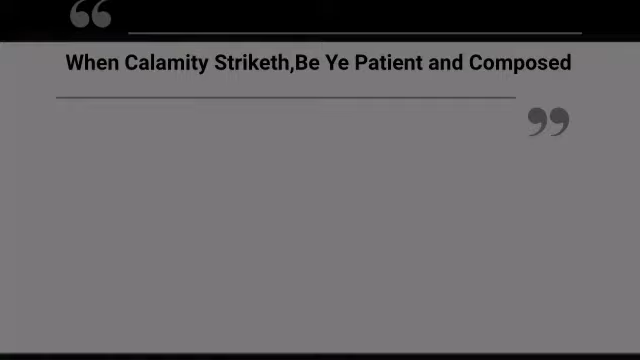 When Calamity Striketh,Be Ye Patient and Composed